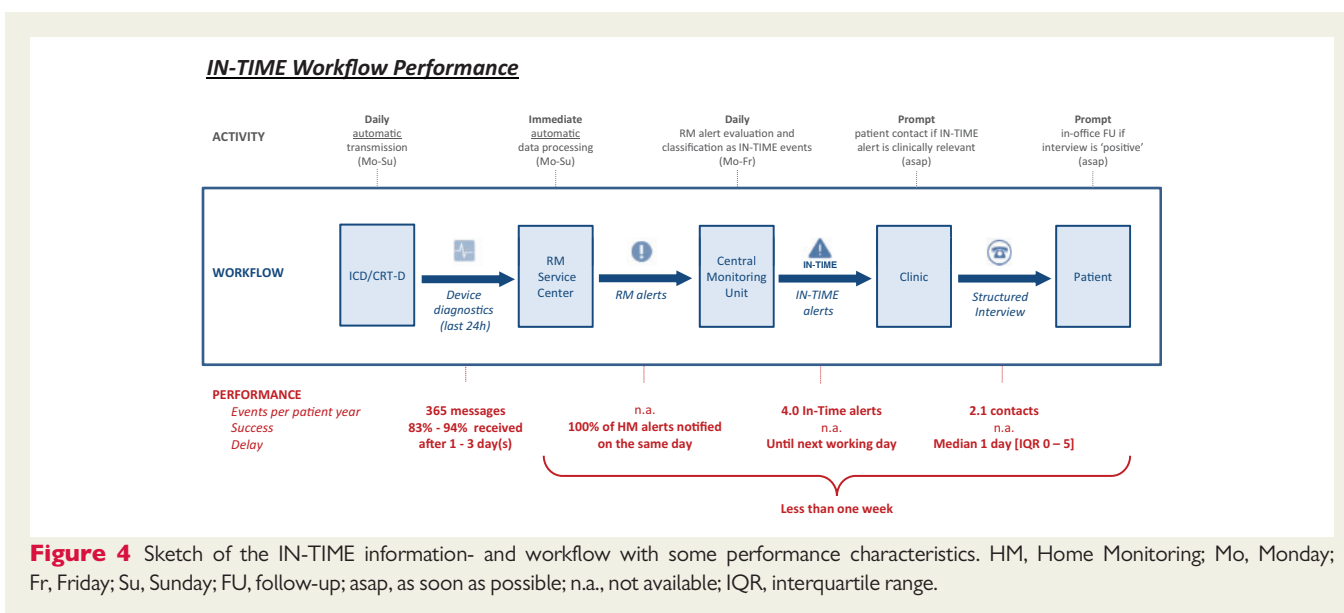 IN-TIME Workflow Performance
ACTIVITY
Daily
automatic
transmission
(Mo-Su)
Immediate
automatic
data processing
(Mo-Su)
Daily
RM alert evaluation and
classification as IN-TIME events
(Mo-Fr)
Prompt
patient contact if IN-TIME
alert is clinically relevant
(asap)
Prompt
in-office FU if
interview is 'positive'
(asap)
WORKFLOW
ICD/CRT-D
Device
diagnostics
(last 24h)
RM
Service
Center
RM alerts
Central
Monitoring
Unit
IN-TIME
IN-TIME
alerts
Clinic
Structured
Interview
Patient
PERFORMANCE
Events per patient year
Success
Delay
365 messages
83% - 94% received
after 1 - 3 day(s)
n.a.
100% of HM alerts notified
on the same day
4.0 In-Time alerts
n.a.
Until next working day
2.1 contacts
n.a.
Median 1 day [IQR 0 – 5]
Less than one week
Figure 4 Sketch of the IN-TIME information- and workflow with some performance characteristics. HM, Home Monitoring; Mo, Monday;
Fr, Friday; Su, Sunday; FU, follow-up; asap, as soon as possible; n.a., not available; IQR, interquartile range.